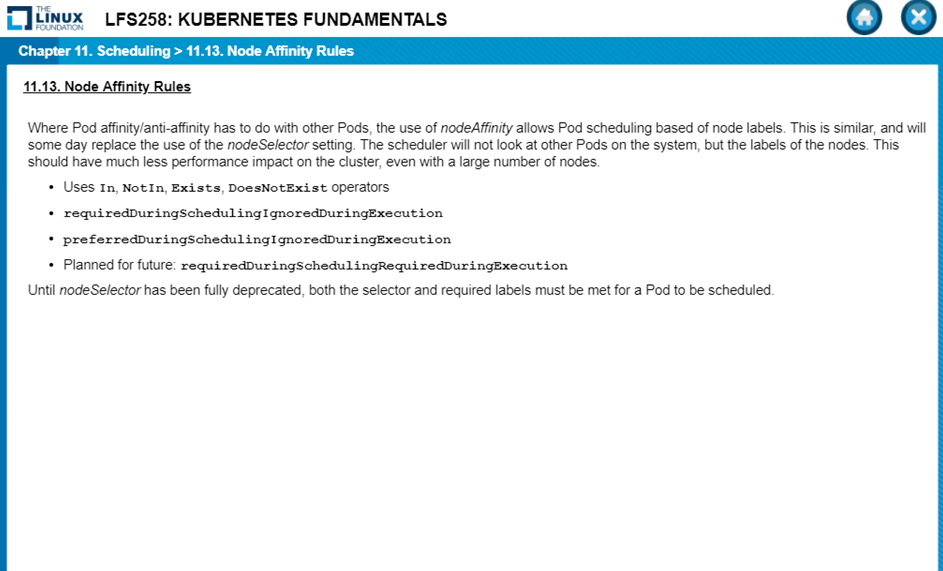 THE
LINUX
FOUNDATION
LFS258: KUBERNETES FUNDAMENTALS
Chapter 11. Scheduling > 11.13. Node Affinity Rules
11.13. Node Affinity Rules
Where Pod affinity/anti-affinity has to do with other Pods, the use of nodeAffinity allows Pod scheduling based of node labels. This is similar, and will
some day replace the use of the nodeSelector setting. The scheduler will not look at other Pods on the system, but the labels of the nodes. This
should have much less performance impact on the cluster, even with a large number of nodes.
• Uses In, NotIn, Exists, DoesNotExist operators
• requiredDuringSchedulingIgnoredDuringExecution
• preferredDuringSchedulingIgnoredDuringExecution
• Planned for future: requiredDuringSchedulingRequiredDuringExecution
Until nodeSelector has been fully deprecated, both the selector and required labels must be met for a Pod to be scheduled.